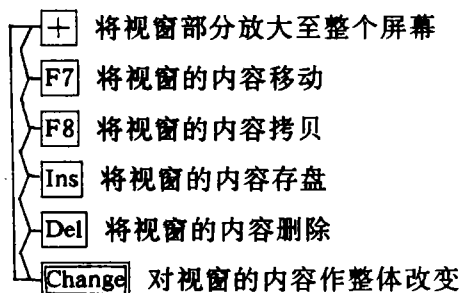 + 将视窗部分放大至整个屏幕
F7 将视窗的内容移动
F8 将视窗的内容拷贝
Ins 将视窗的内容存盘
Del 将视窗的内容删除
Change 对视窗的内容作整体改变